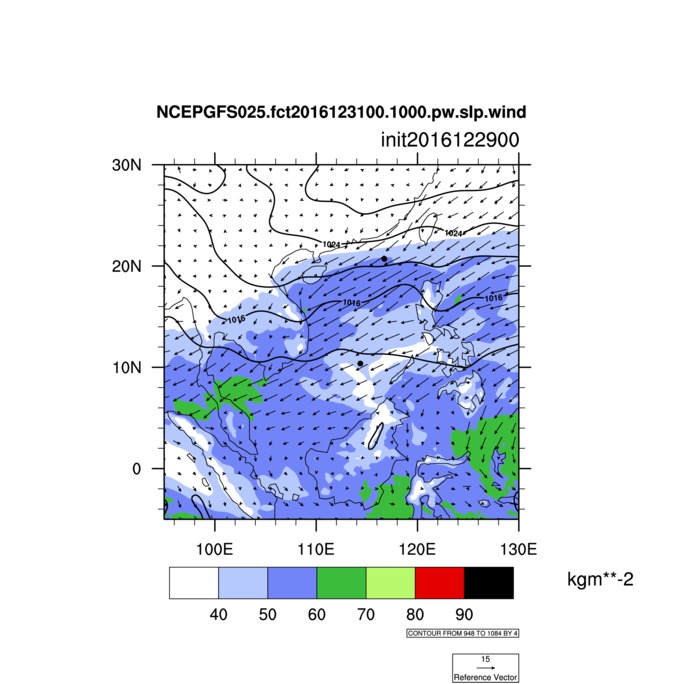 NCEPGFS025.fct2016123100.1000.pw.slp.wind
init2016122900
30N
1024
1024
20N
1016
1016
1016
10N
0
100E 110E 120E 130E
kgm**-2
40 50 60 70 80 90
CONTOUR FROM 948 TO 1084 BY 4
15
Reference Vector